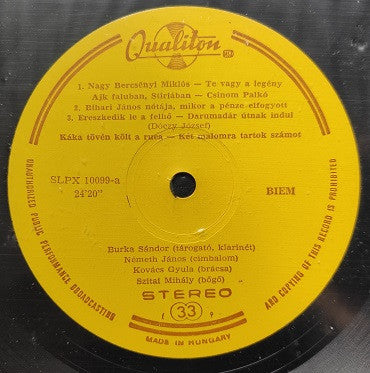 Qualiton
1. Nagy Bercsényi Miklós — Te vagy a legény
Ajk faluban, Stiriában — Csinom Palkó
2. Bihari János nótája, mikor a pénze elfogyott
3. Ereszkedik le a felhő — Darumadár útnak indul
(Dóczy József)
Káka tövén költ a ruca — Két malomra tartok számot
SLPX 10099-a
24'20"
BIEM
Burka Sándor (tárogató, klarinét)
Németh János (cimbalom)
Kovács Gyula (brácsa)
Szitai Mihály (bőgő)
STEREO
33
MADE IN HUNGARY
UNAUTHORIZED PUBLIC PERFORMANCE BROADCASTING
AND COPYING OF THIS RECORD IS PROHIBITED